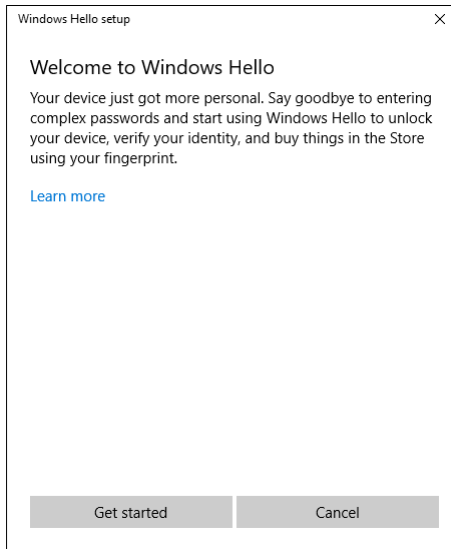 Windows Hello setup
Welcome to Windows Hello
Your device just got more personal. Say goodbye to entering
complex passwords and start using Windows Hello to unlock
your device, verify your identity, and buy things in the Store
using your fingerprint.
Learn more
Get started
Cancel